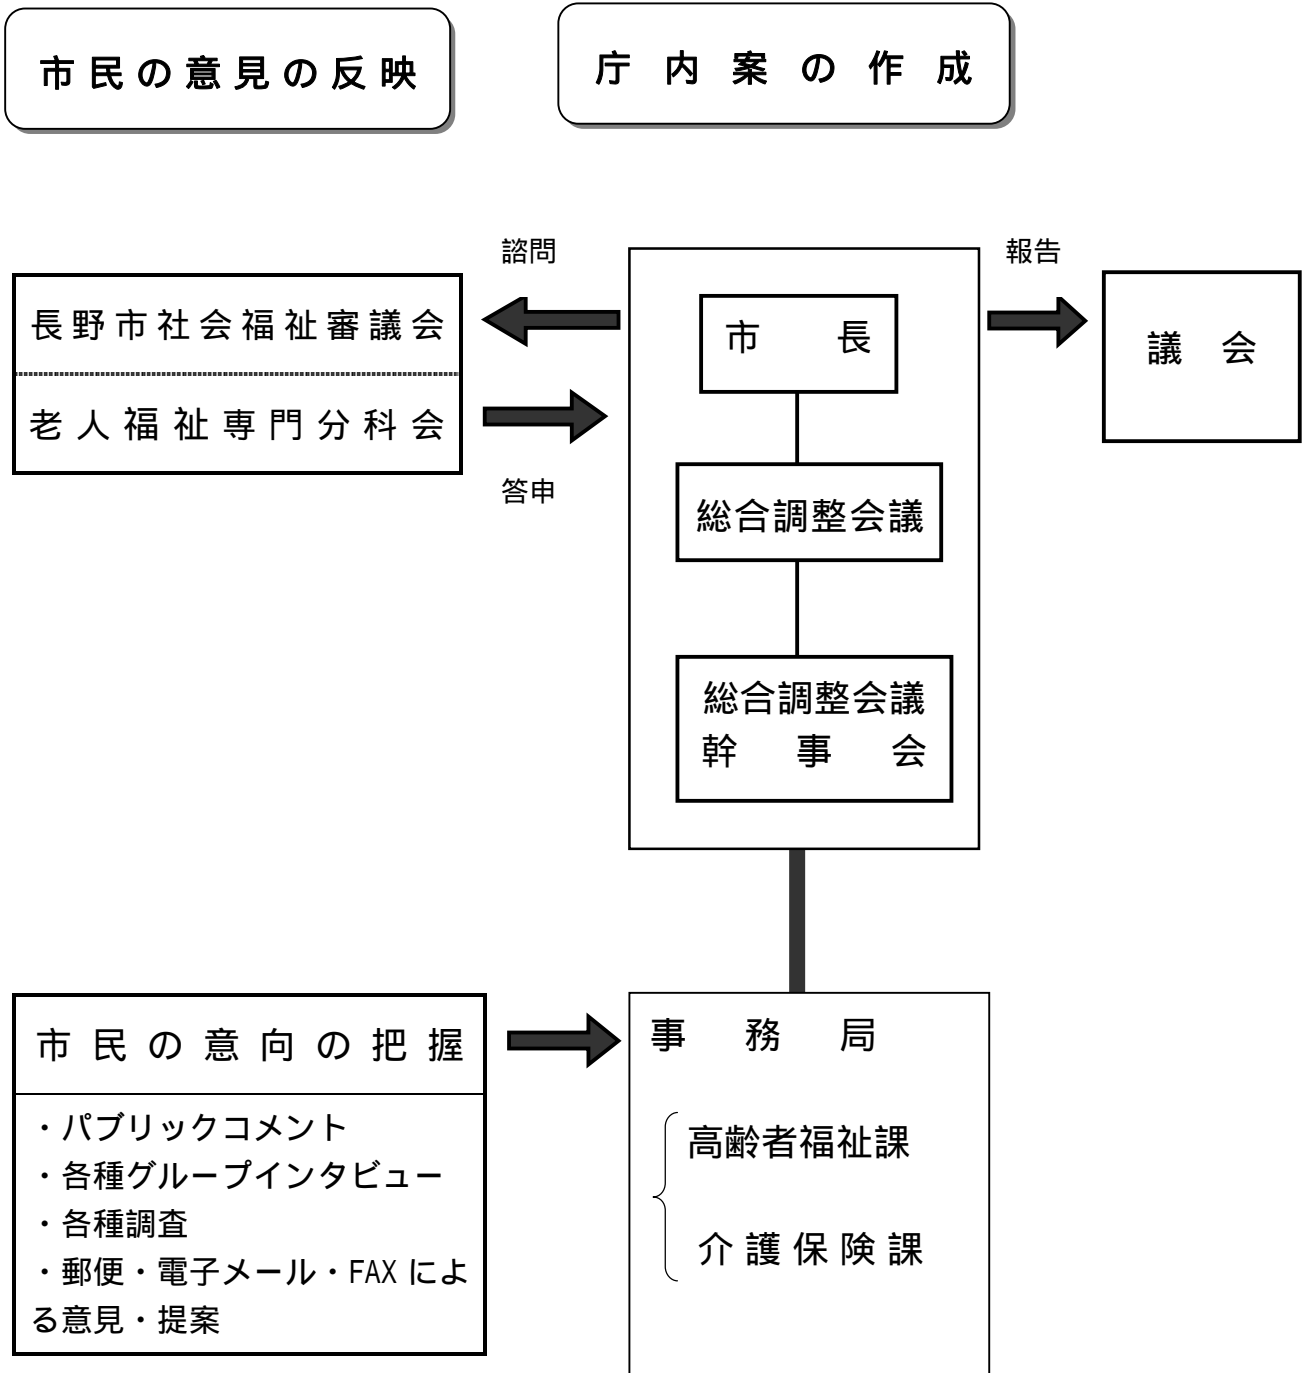 市民の意見の反映
庁内案の作成
諮問
報告
長野市社会福祉審議会
老人福祉専門分科会
答申
市長
総合調整会議
総合調整会議
幹事会
議会
市民の意向の把握
・パブリックコメント
・各種グループインタビュー
・各種調査
・郵便・電子メール・FAXによ
る意見・提案
事務局
高齢者福祉課
介護保険課